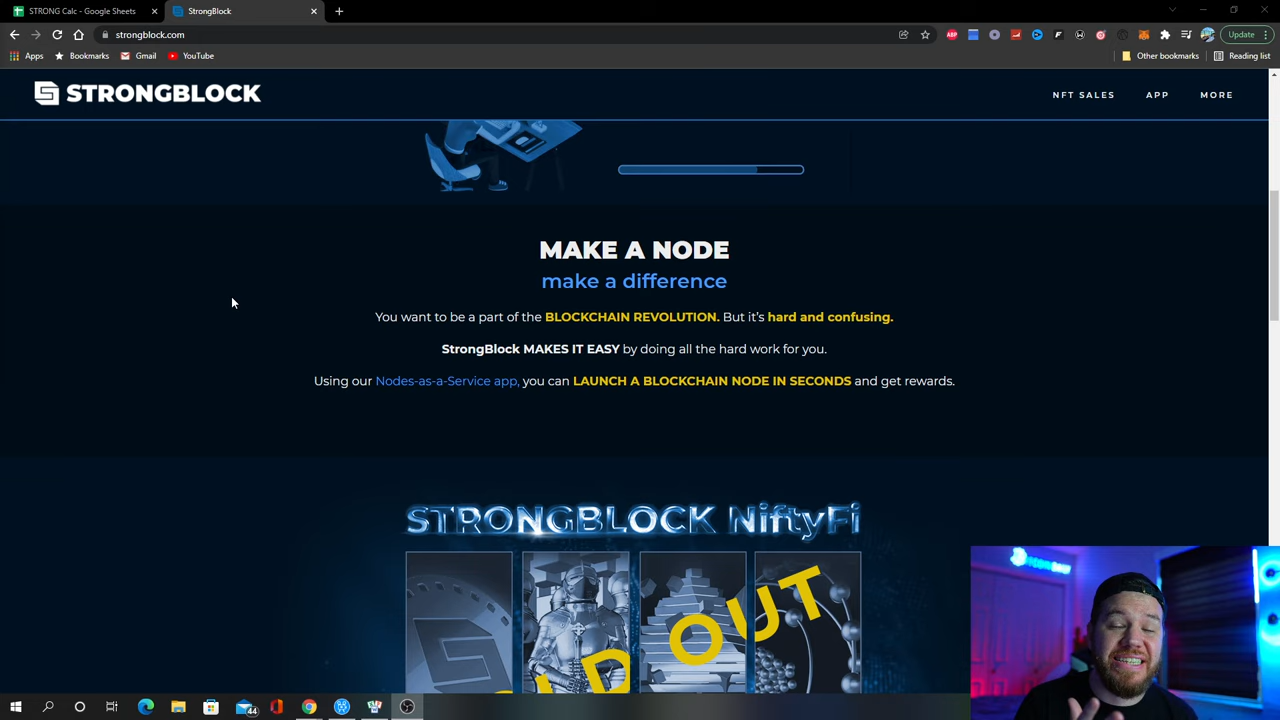 STRONG Calc - Google Sheets
StrongBlock
strongblock.com
Update
Apps
Bookmarks
Gmail
YouTube
Other bookmarks
Reading list
STRONGBLOCK
NFT SALES
APP
MORE
MAKE A NODE
make a difference
You want to be a part of the BLOCKCHAIN REVOLUTION. But it's hard and confusing.
StrongBlock MAKES IT EASY by doing all the hard work for you.
Using our Nodes-as-a-Service app, you can LAUNCH A BLOCKCHAIN NODE IN SECONDS and get rewards.
STRONGBLOCK NiftyFi
OUT
44